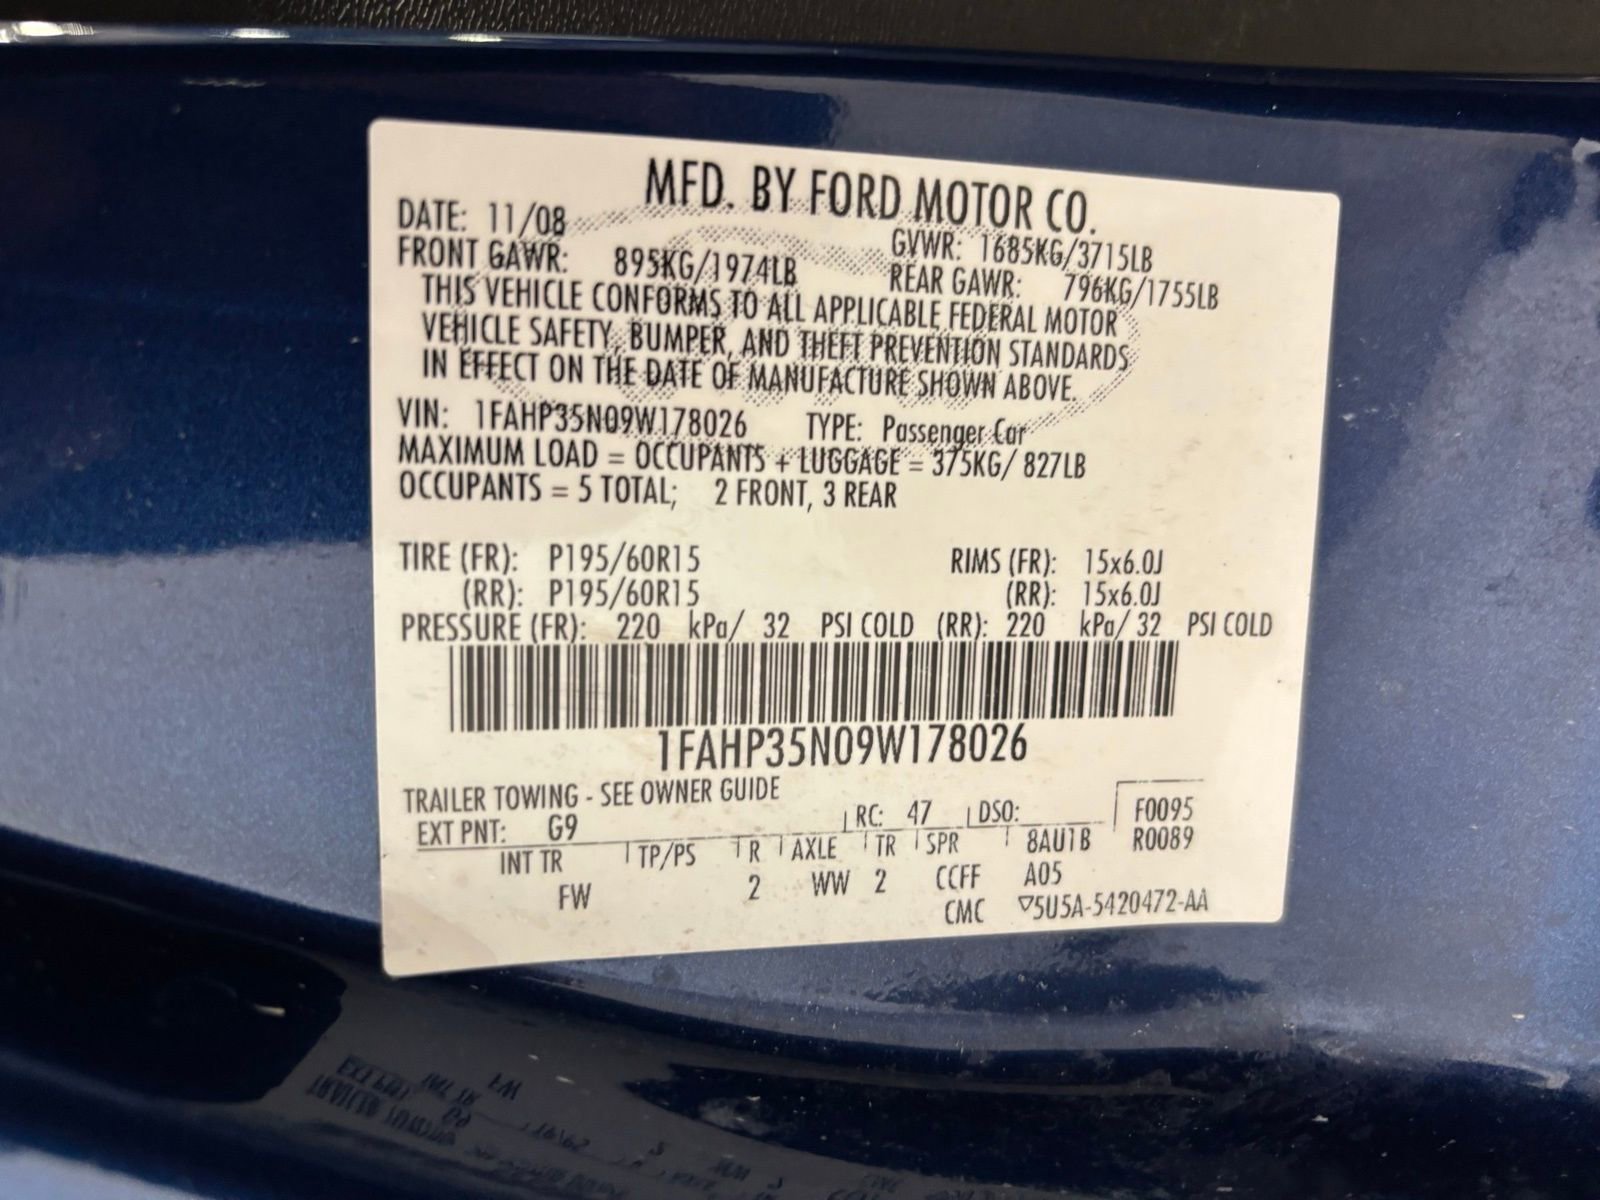 MFD. BY FORD MOTOR CO.
DATE: 11/08 GVWR: 1685KG/3715LB
FRONT GAWR: 895KG/1974LB REAR GAWR: 796KG/1755LB
THIS VEHICLE CONFORMS TO ALL APPLICABLE FEDERAL MOTOR
VEHICLE SAFETY, BUMPER, AND THEFT PREVENTION STANDARDS
IN EFFECT ON THE DATE OF MANUFACTURE SHOWN ABOVE.
VIN: 1FAHP35N09W178026 TYPE: Passenger Car
MAXIMUM LOAD = OCCUPANTS + LUGGAGE = 375KG/ 827LB
OCCUPANTS = 5 TOTAL; 2 FRONT, 3 REAR
TIRE (FR): P195/60R15 RIMS (FR): 15x6.0J
(RR): P195/60R15 (RR): 15x6.0J
PRESSURE (FR): 220 kPa/ 32 PSI COLD (RR): 220 kPa/ 32 PSI COLD
1FAHP35N09W178026
TRAILER TOWING - SEE OWNER GUIDE
EXT PNT: G9 RC: 47 DSO: F0095
INT TR TP/PS R AXLE TR SPR 8AU1B R0089
FW 2 WW 2 CCFF A05
CMC ▽5U5A-5420472-AA